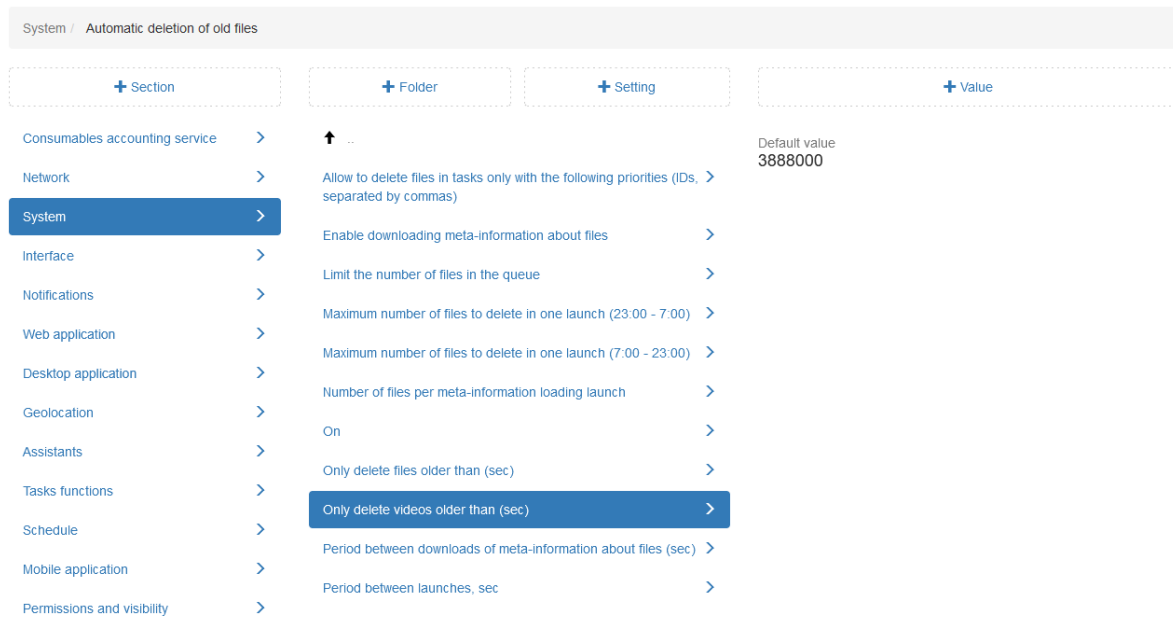 System / Automatic deletion of old files
+ Section
+ Folder
+ Setting
+ Value
Consumables accounting service
Network
System
Interface
Notifications
Web application
Desktop application
Geolocation
Assistants
Tasks functions
Schedule
Mobile application
Permissions and visibility
..
Allow to delete files in tasks only with the following priorities (IDs,
separated by commas)
Enable downloading meta-information about files
Limit the number of files in the queue
Maximum number of files to delete in one launch (23:00 - 7:00)
Maximum number of files to delete in one launch (7:00 - 23:00)
Number of files per meta-information loading launch
On
Only delete files older than (sec)
Only delete videos older than (sec)
Period between downloads of meta-information about files (sec)
Period between launches, sec
Default value
3888000